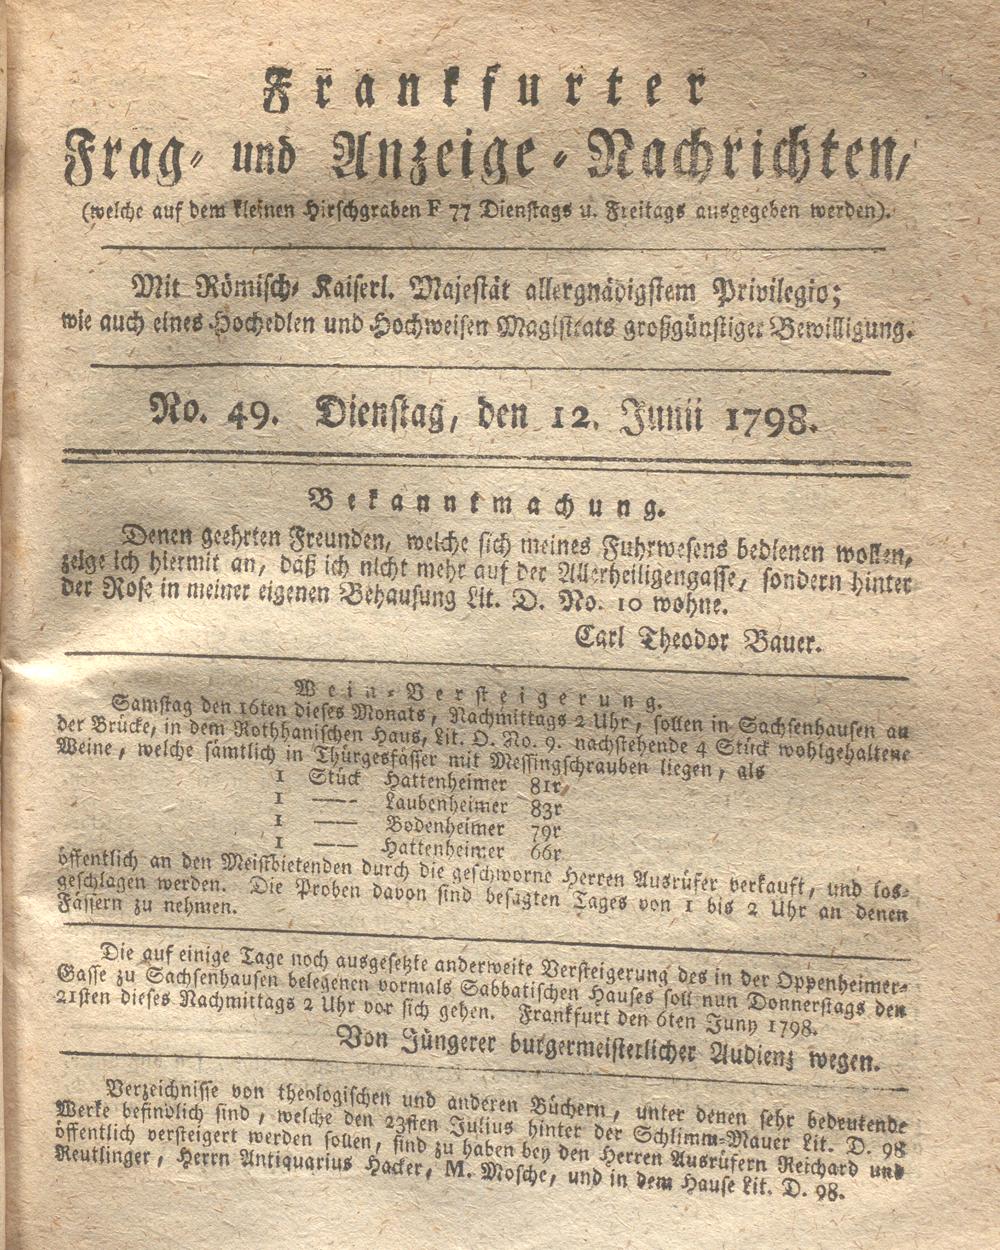 Frankfurter
Frag- und Anzeige-Nachrichten,
(welche auf dem kleinen Hirschgraben F 77 Dienstags u. Freitags ausgegeben werden).
Mit Römisch- Kaiserl. Majestät allergnädigstem Privilegio;
wie auch eines Hochedlen und Hochweisen Magistrats großgünstiger Bewilligung.
No. 49. Dienstag, den 12. Junii 1798.
Bekanntmachung.
Denen geehrten Freunden, welche sich meines Fuhrwesens bedienen wollen,
zeige ich hiermit an, daß ich nicht mehr auf der Allerheiligengasse, sondern hinter
der Rose in meiner eigenen Behausung Lit. D. No. 10 wohne.
Carl Theodor Bauer.
Wein-Versteigerung.
Samstag den 16ten dieses Monats, Nachmittags 2 Uhr, sollen in Sachsenhausen an
der Brücke, in dem Rothhanischen Haus, Lit. O. No. 9. nachstehende 4 Stück wohlgehaltene
Weine, welche sämtlich in Thürgesfässer mit Messingschrauben liegen, als
1 Stück Hattenheimer 81r
1 —— Laubenheimer 83r
1 —— Bodenheimer 79r
1 —— Hattenheimer 66r
öffentlich an den Meistbietenden durch die geschworne Herren Ausrüfer verkauft, und los-
geschlagen werden. Die Proben davon sind besagten Tages von 1 bis 2 Uhr an denen
Fässern zu nehmen.
Die auf einige Tage noch ausgesetzte anderweite Versteigerung des in der Oppenheimer-
Gasse zu Sachsenhausen belegenen vormals Sabbatischen Hauses soll nun Donnerstags den
21sten dieses Nachmittags 2 Uhr vor sich gehen. Frankfurt den 6ten Juny 1798.
Von Jüngerer burgermeisterlicher Audienz wegen.
Verzeichnisse von theologischen und anderen Büchern, unter denen sehr bedeutende
Werke befindlich sind, welche den 23sten Julius hinter der Schlimm-Mauer Lit. D. 98
öffentlich versteigert werden sollen, sind zu haben bey den Herren Ausrüfern Reichard und
Reutlinger, Herrn Antiquarius Hacker, M. Mosche, und in dem Hause Lit. D. 98.